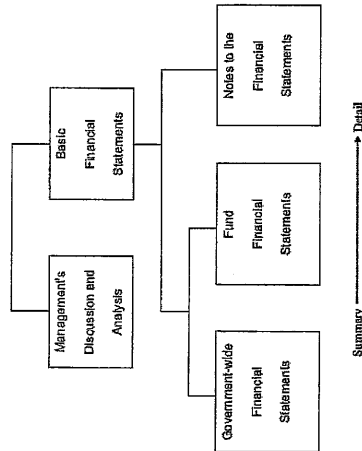 Management's
Discussion and
Analysis
Basic
Financial
Statements
Government-wide
Financial
Statements
Fund
Financial
Statements
Notes to the
Financial
Statements
Summary
Detail